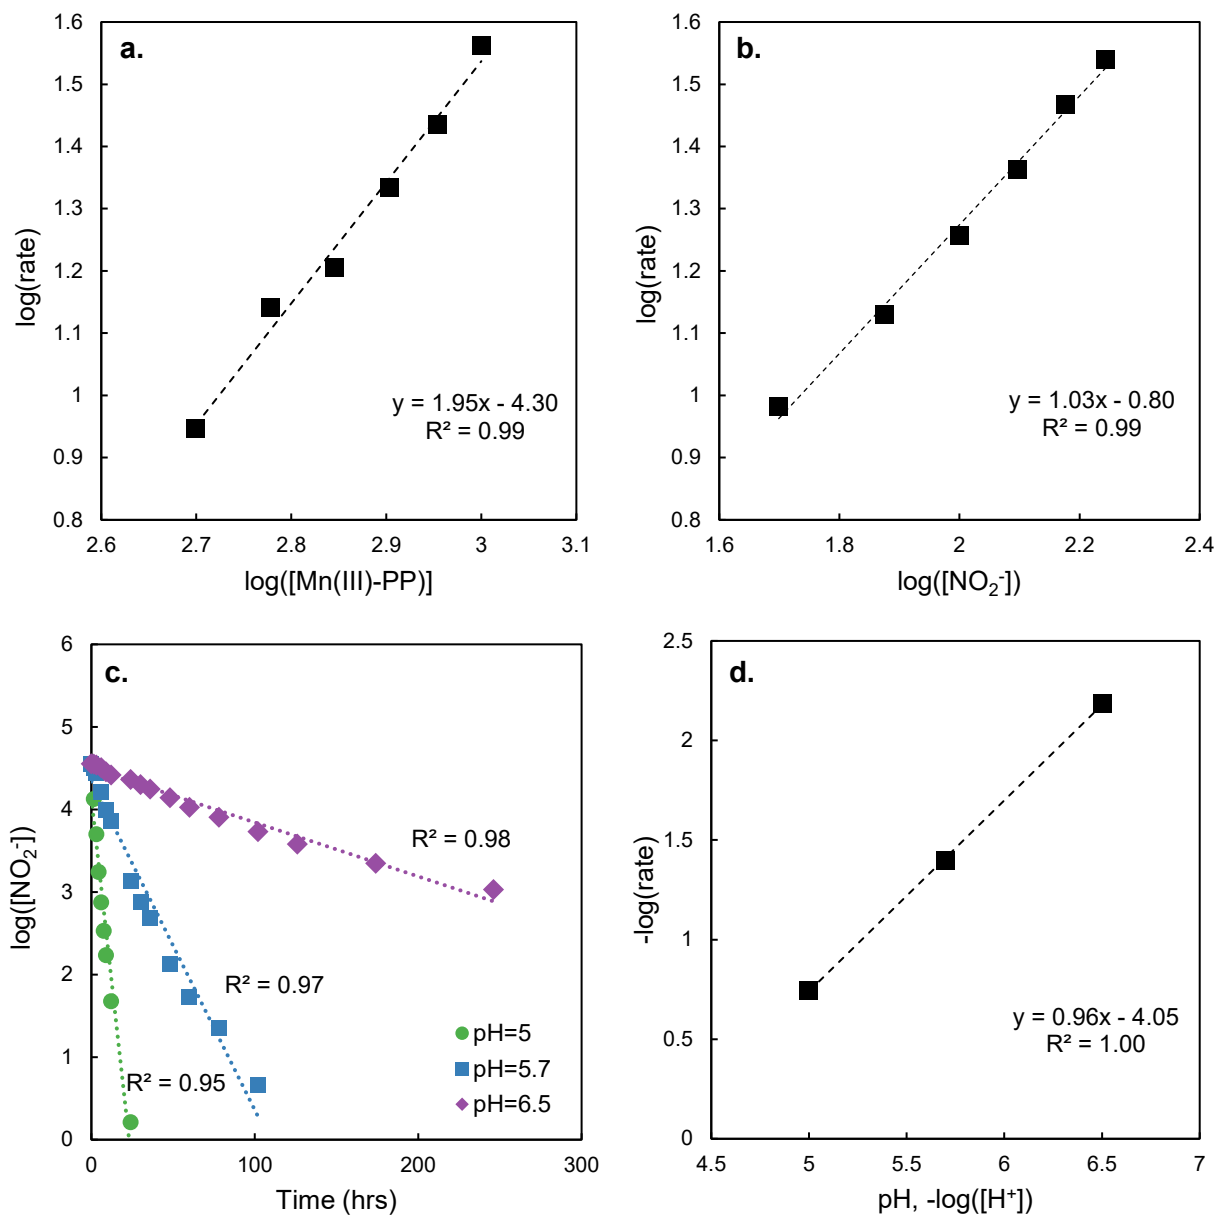 a.
1.6
1.5
1.4
1.3
1.2
1.1
1
0.9
0.8
log(rate)
y = 1.95x - 4.30
R² = 0.99
2.6 2.7 2.8 2.9 3 3.1
log([Mn(III)-PP)]
b.
1.6
1.5
1.4
1.3
1.2
1.1
1
0.9
0.8
log(rate)
y = 1.03x - 0.80
R² = 0.99
1.6 1.8 2 2.2 2.4
log([NO₂⁻])
c.
6
5
4
3
2
1
0
log([NO₂⁻])
R² = 0.98
R² = 0.97
R² = 0.95
pH=5
pH=5.7
pH=6.5
0 100 200 300
Time (hrs)
d.
2.5
2
1.5
1
0.5
0
-log(rate)
y = 0.96x - 4.05
R² = 1.00
4.5 5 5.5 6 6.5 7
pH, -log([H⁺])